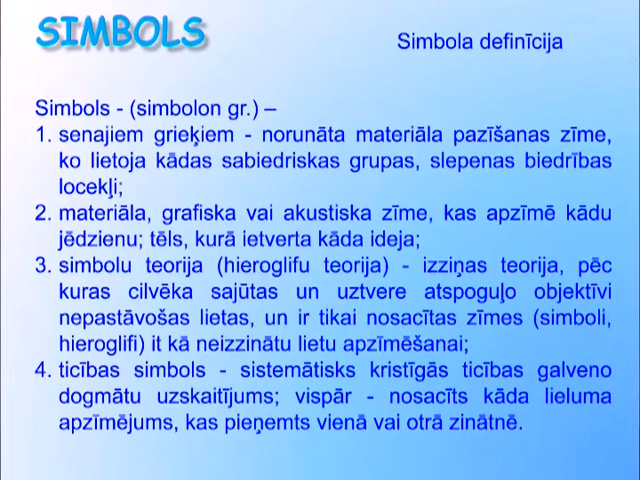 SIMBOLS
Simbola definīcija
Simbols - (simbolon gr.) –
1. senajiem grieķiem - norunāta materiāla pazīšanas zīme,
ko lietoja kādas sabiedriskas grupas, slepenas biedrības
locekļi;
2. materiāla, grafiska vai akustiska zīme, kas apzīmē kādu
jēdzienu; tēls, kurā ietverta kāda ideja;
3. simbolu teorija (hieroglifu teorija) - izziņas teorija, pēc
kuras cilvēka sajūtas un uztvere atspoguļo objektīvi
nepastāvošas lietas, un ir tikai nosacītas zīmes (simboli,
hieroglifi) it kā neizzinātu lietu apzīmēšanai;
4. ticības simbols - sistemātisks kristīgās ticības galveno
dogmātu uzskaitījums; vispār - nosacīts kāda lieluma
apzīmējums, kas pieņemts vienā vai otrā zinātnē.